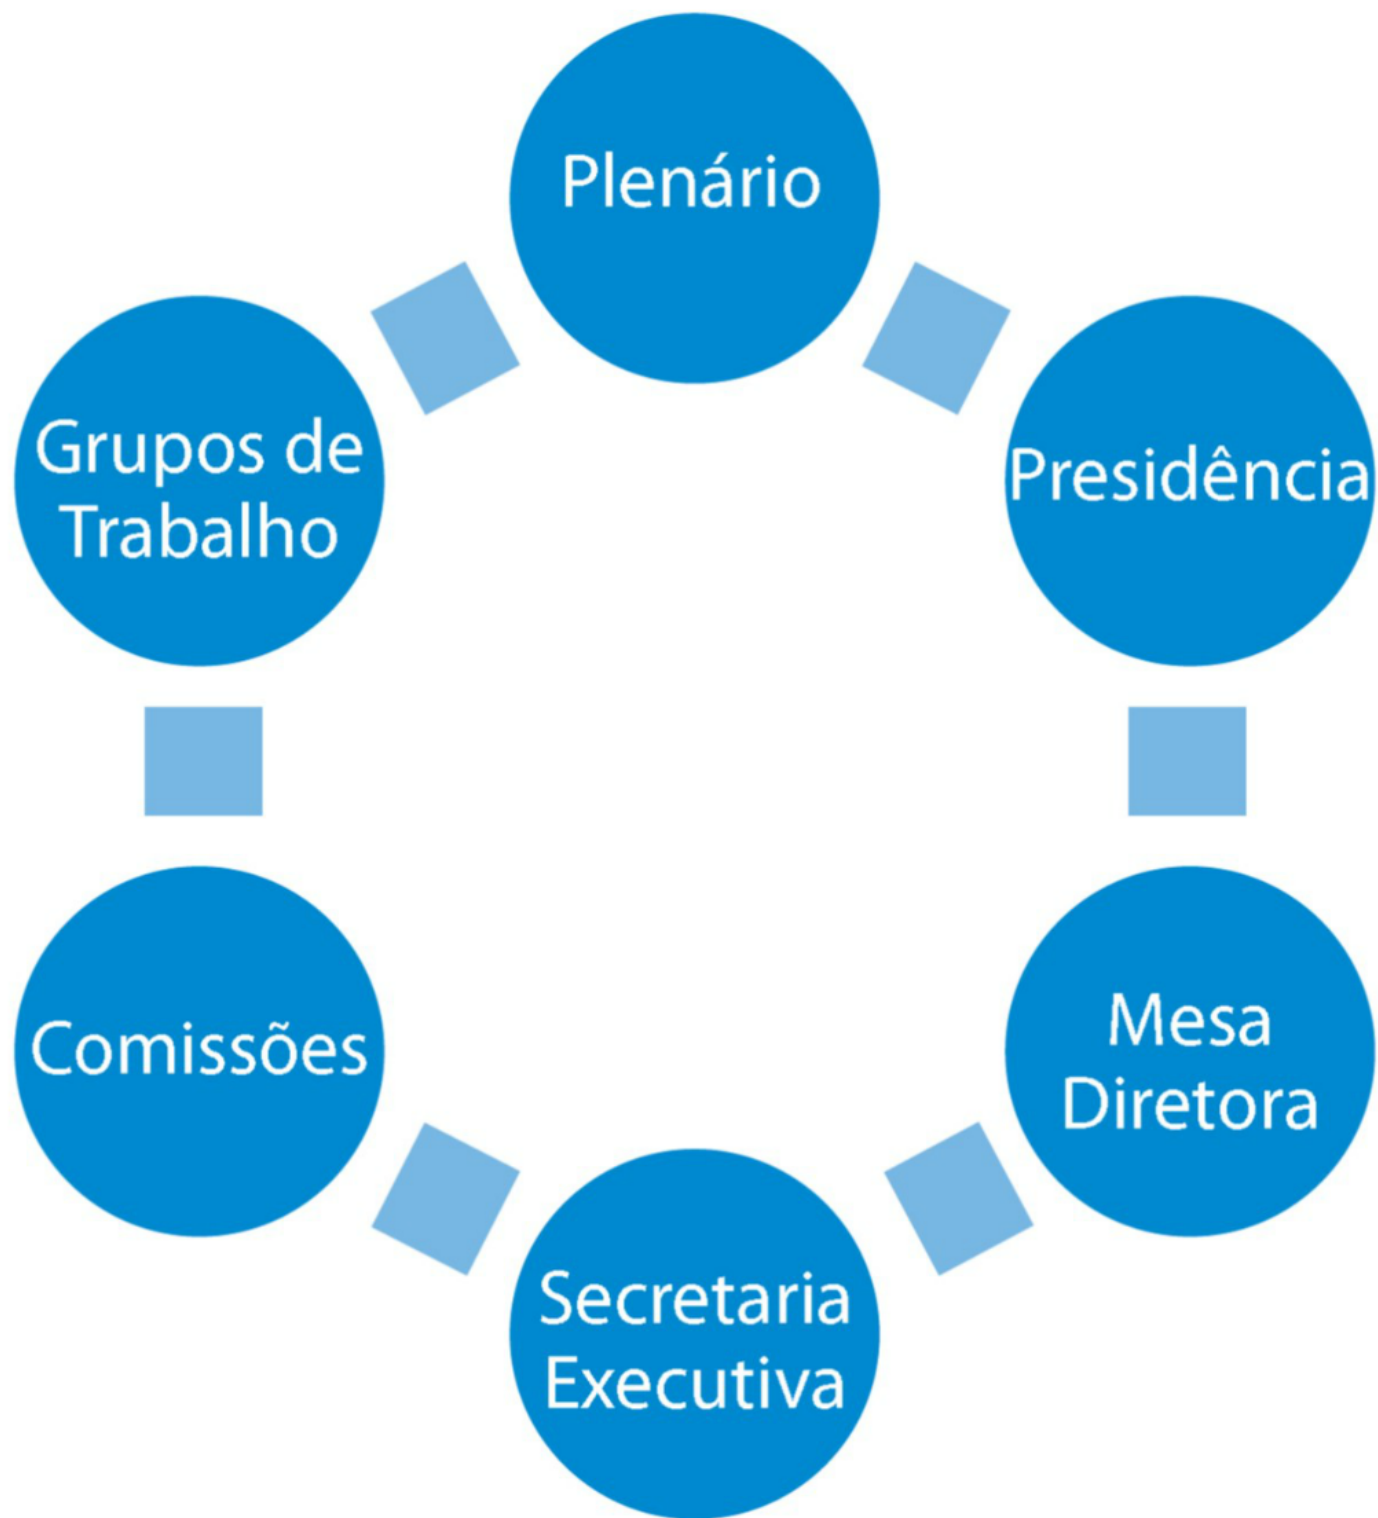 Plenário
Presidência
Mesa
Diretora
Secretaria
Executiva
Comissões
Grupos de
Trabalho